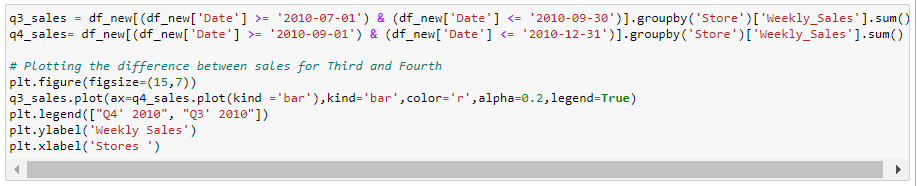 q3_sales = df_new[(df_new['Date'] >= '2010-07-01') & (df_new['Date'] <= '2010-09-30')].groupby('Store')['Weekly_Sales'].sum()
q4_sales= df_new[(df_new['Date'] >= '2010-09-01') & (df_new['Date'] <= '2010-12-31')].groupby('Store')['Weekly_Sales'].sum()
# Plotting the difference between sales for Third and Fourth
plt.figure(figsize=(15,7))
q3_sales.plot(ax=q4_sales.plot(kind ='bar'),kind='bar',color='r',alpha=0.2,legend=True)
plt.legend(["Q4' 2010", "Q3' 2010"])
plt.ylabel('Weekly Sales')
plt.xlabel('Stores ')